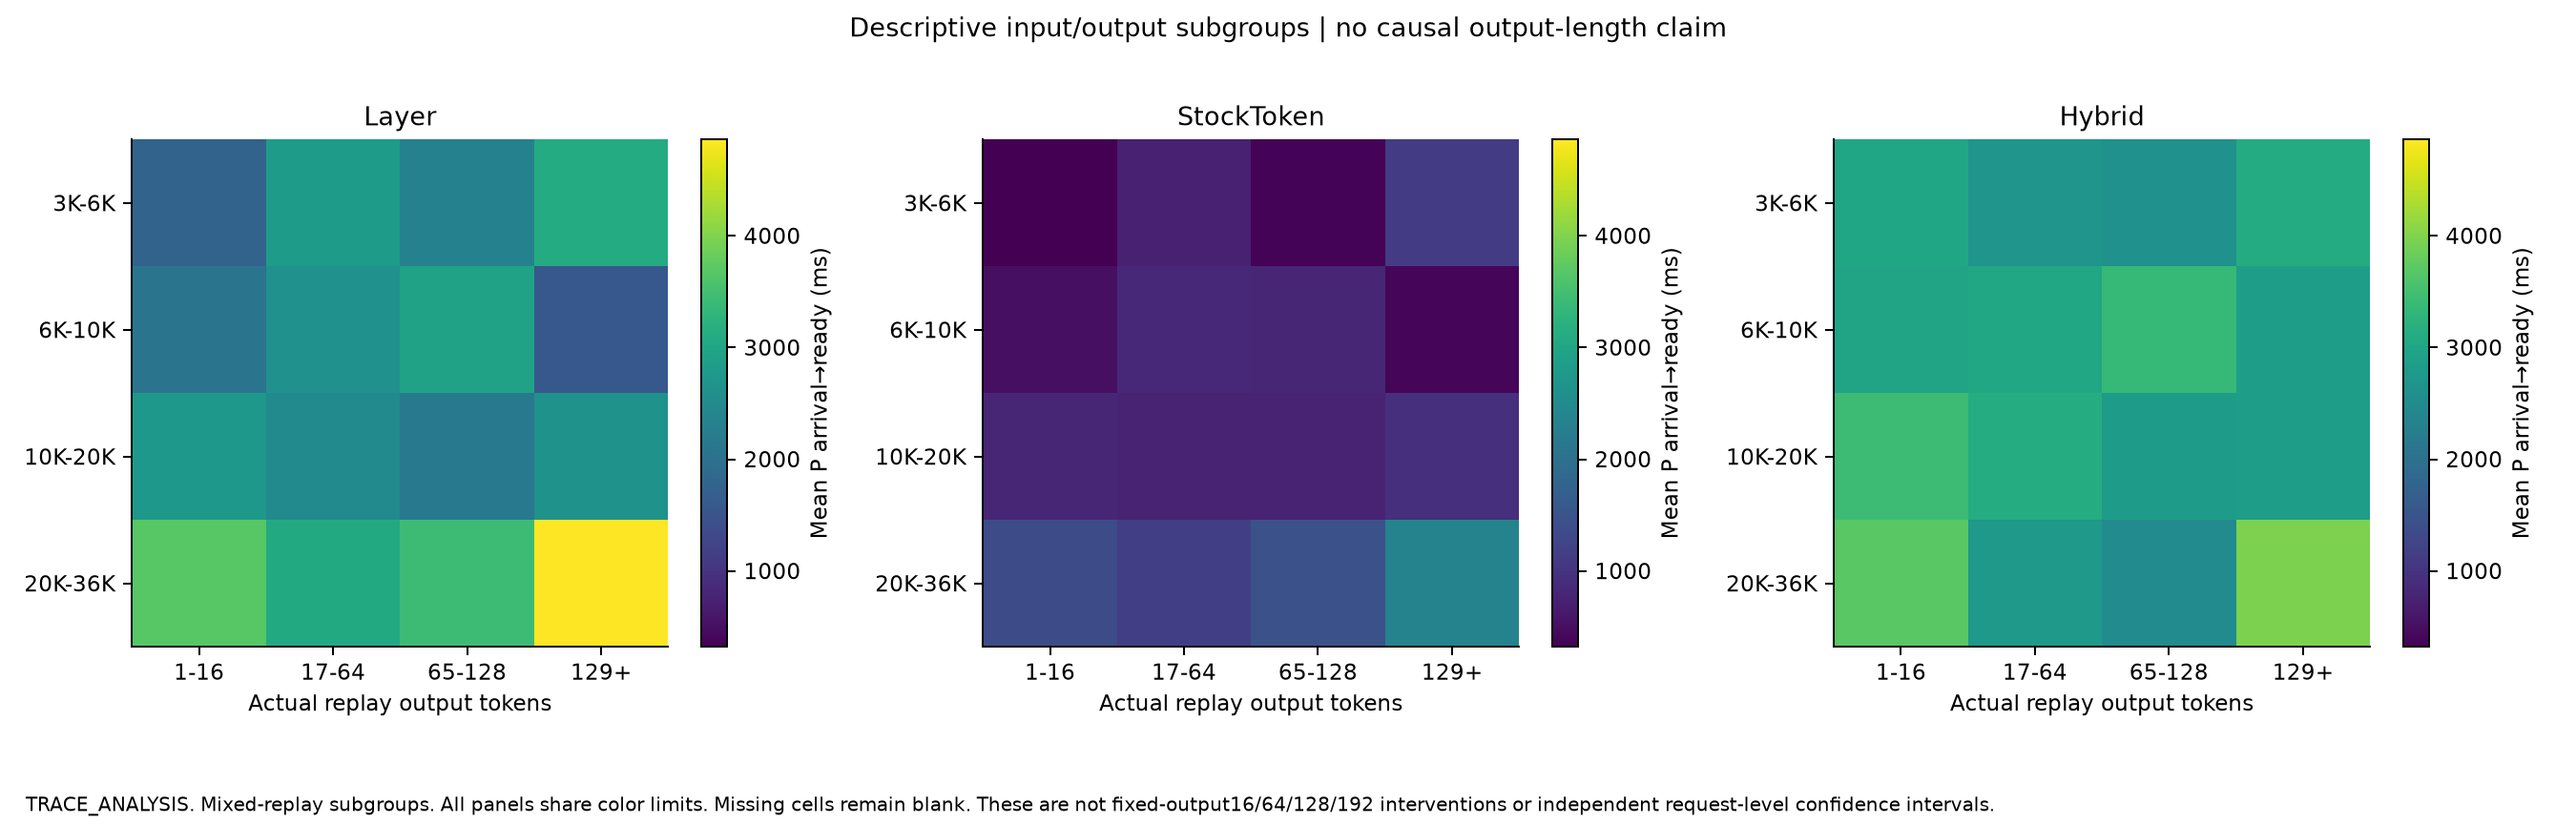 Descriptive input/output subgroups | no causal output-length claim
Layer
3K-6K
6K-10K
10K-20K
20K-36K
1-16
17-64
65-128
129+
Actual replay output tokens
4000
3000
2000
1000
Mean P arrival→ready (ms)
StockToken
3K-6K
6K-10K
10K-20K
20K-36K
1-16
17-64
65-128
129+
Actual replay output tokens
4000
3000
2000
1000
Mean P arrival→ready (ms)
Hybrid
3K-6K
6K-10K
10K-20K
20K-36K
1-16
17-64
65-128
129+
Actual replay output tokens
4000
3000
2000
1000
Mean P arrival→ready (ms)
TRACE_ANALYSIS. Mixed-replay subgroups. All panels share color limits. Missing cells remain blank. These are not fixed-output16/64/128/192 interventions or independent request-level confidence intervals.